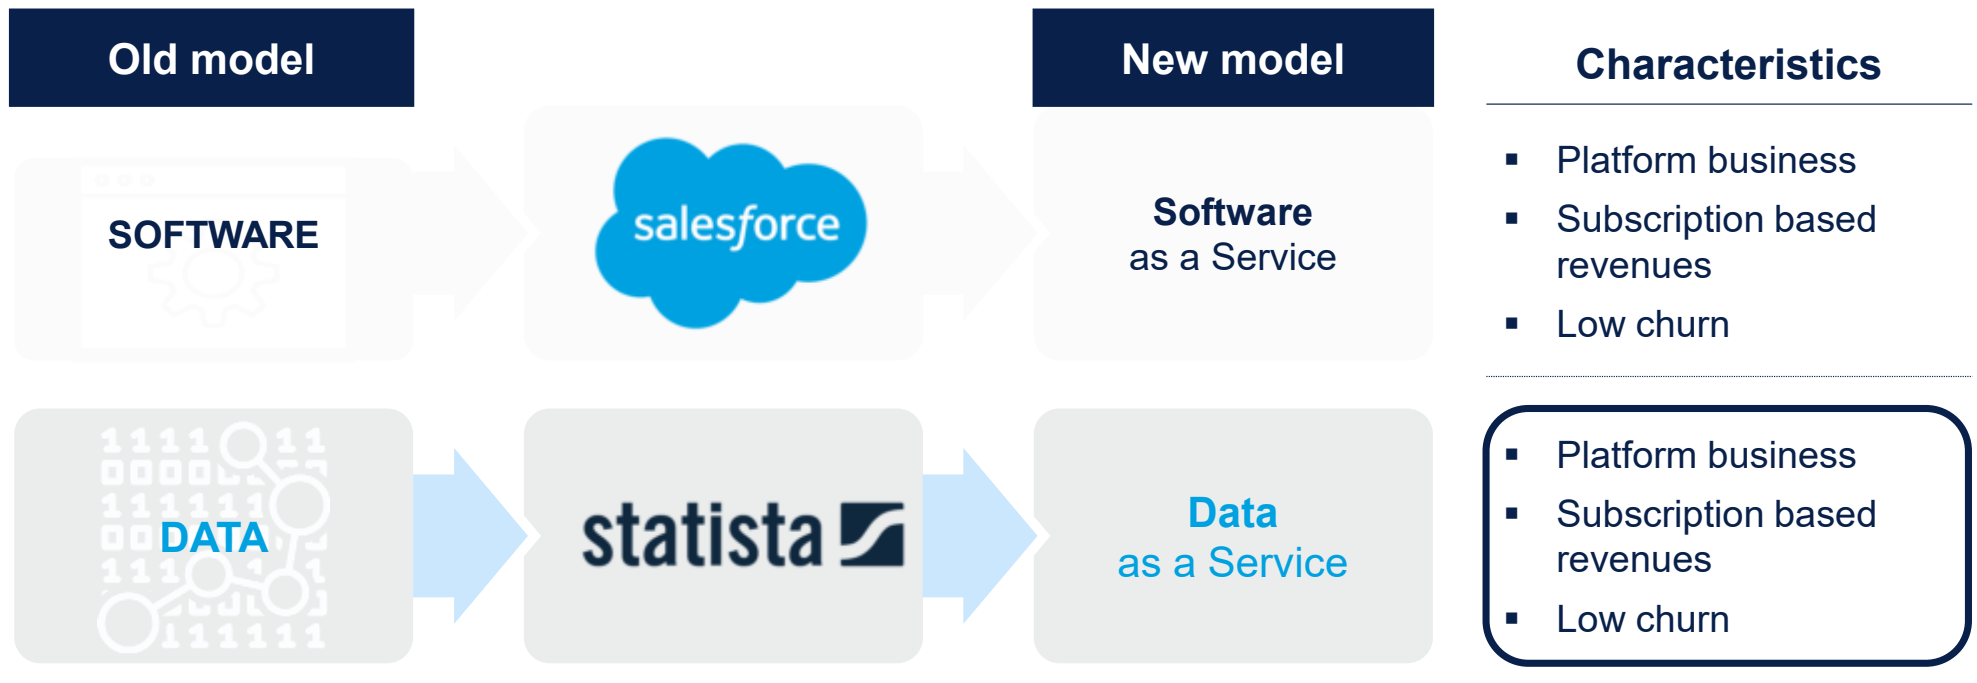 Old model
New model
Characteristics
SOFTWARE
salesforce
Software
as a Service
▪ Platform business
▪ Subscription based
revenues
▪ Low churn
DATA
statista
Data
as a Service
▪ Platform business
▪ Subscription based
revenues
▪ Low churn